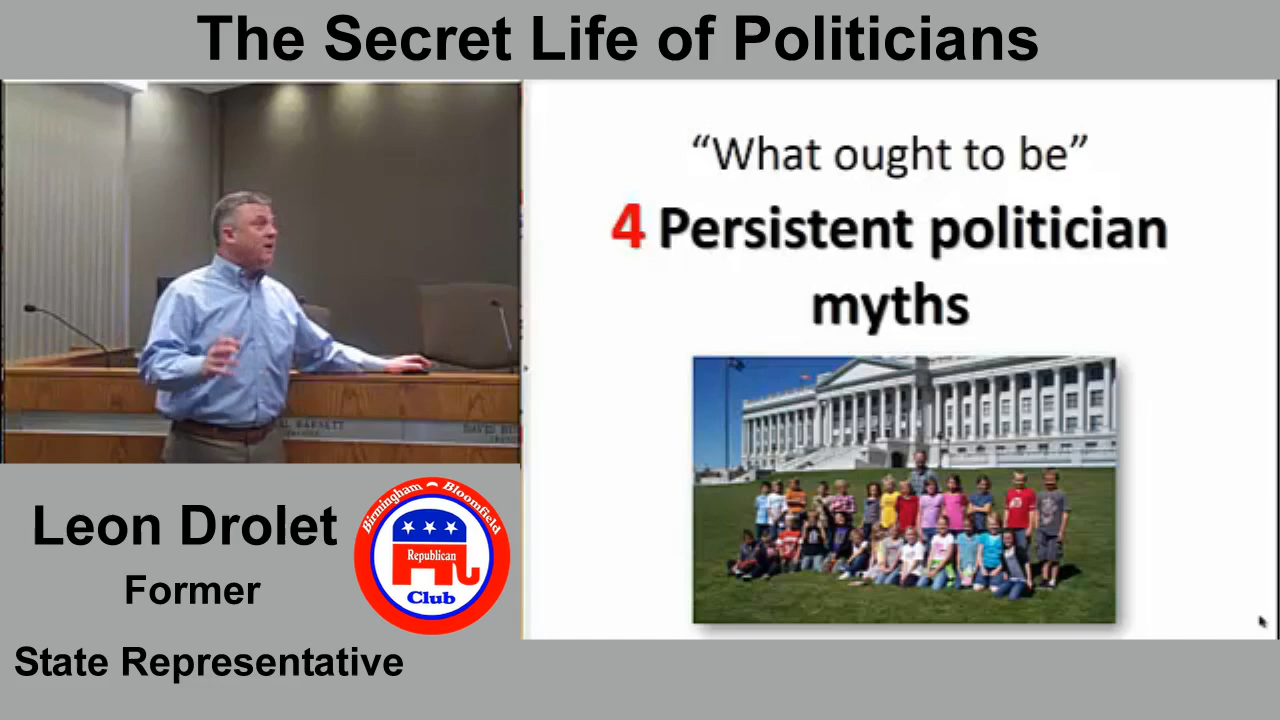 The Secret Life of Politicians
“What ought to be”
4 Persistent politician
myths
Leon Drolet
Former
State Representative
Birmingham Bloomfield
Republican
Club